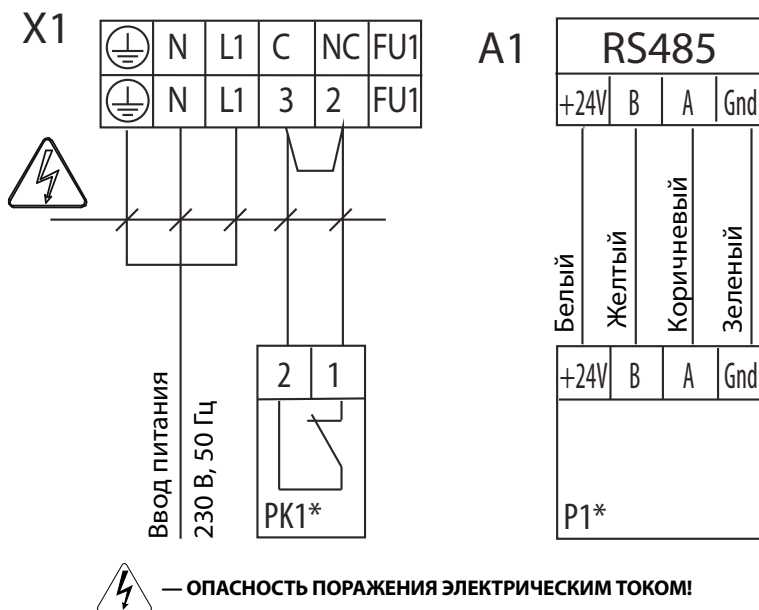 X1
N L1 C NC FU1
N L1 3 2 FU1
A1
RS485
+24V B A Gnd
Белый
Желтый
Коричневый
Зеленый
Ввод питания
230 В, 50 Гц
2 1
PK1*
+24V B A Gnd
P1*
— ОПАСНОСТЬ ПОРАЖЕНИЯ ЭЛЕКТРИЧЕСКИМ ТОКОМ!